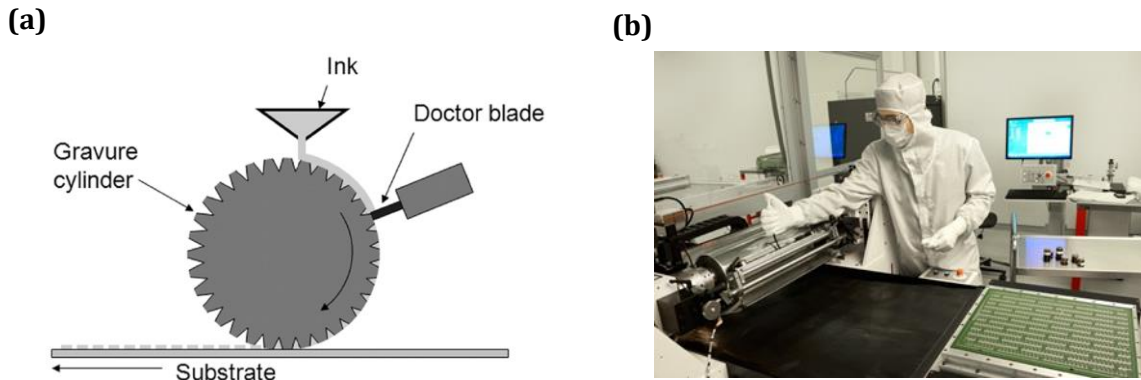 (a)
Ink
Doctor blade
Gravure
cylinder
Substrate
(b)